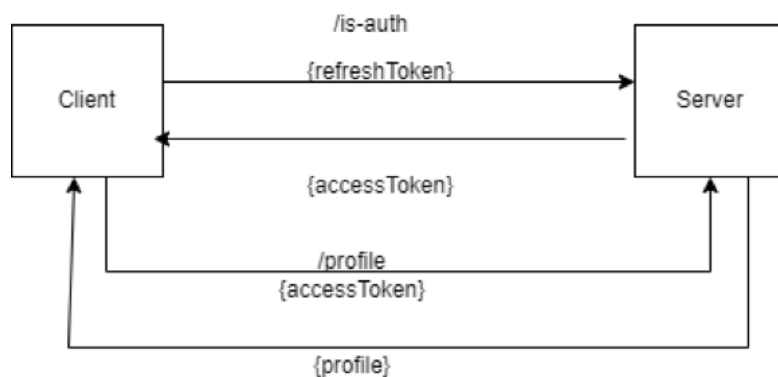 /is-auth
{refreshToken}
Client
Server
{accessToken}
/profile
{accessToken}
{profile}